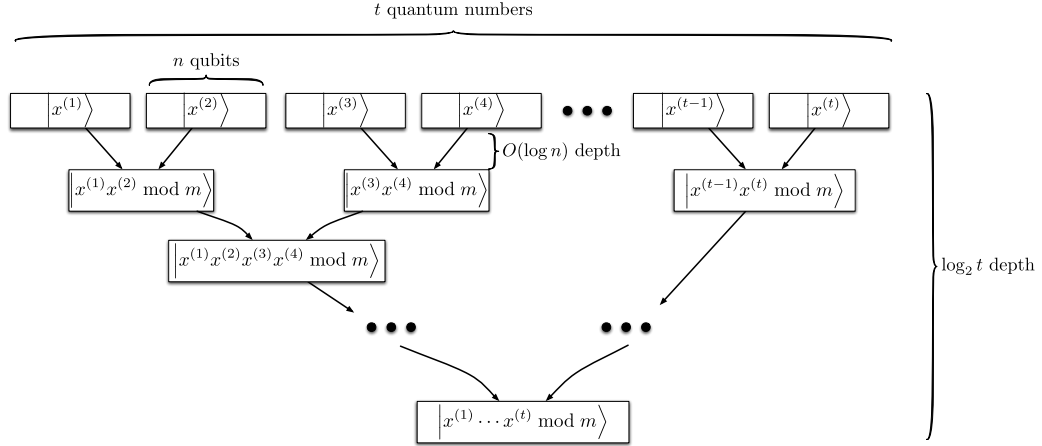 t quantum numbers
n qubits
|x^{(1)}⟩ |x^{(2)}⟩ |x^{(3)}⟩ |x^{(4)}⟩ ••• |x^{(t−1)}⟩ |x^{(t)}⟩
O(log n) depth
|x^{(1)}x^{(2)} mod m⟩ |x^{(3)}x^{(4)} mod m⟩ |x^{(t−1)}x^{(t)} mod m⟩
|x^{(1)}x^{(2)}x^{(3)}x^{(4)} mod m⟩
log₂ t depth
••• •••
|x^{(1)} ⋯ x^{(t)} mod m⟩